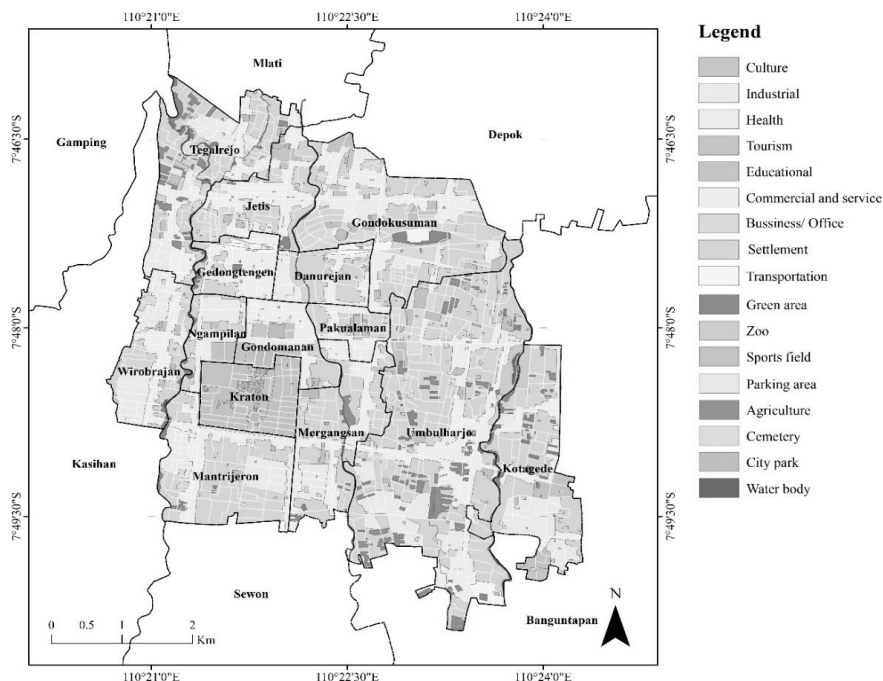 110°21'0"E
110°22'30"E
110°24'0"E
Mlati
Gamping
Depok
7°46'30"S
7°46'30"S
Tegalrejo
Jetis
Gondokusuman
Gedongtengen
Danurejan
7°48'0"S
7°48'0"S
Ngampilan
Pakualaman
Gondomanan
Wirobrajan
Kraton
Mergangsan
Umbulharjo
Kasihan
Mantrijeron
Kotagede
7°49'30"S
7°49'30"S
Sewon
Banguntapan
N
0 0.5 1 2
Km
110°21'0"E
110°22'30"E
110°24'0"E
Legend
Culture
Industrial
Health
Tourism
Educational
Commercial and service
Bussiness/ Office
Settlement
Transportation
Green area
Zoo
Sports field
Parking area
Agriculture
Cemetery
City park
Water body